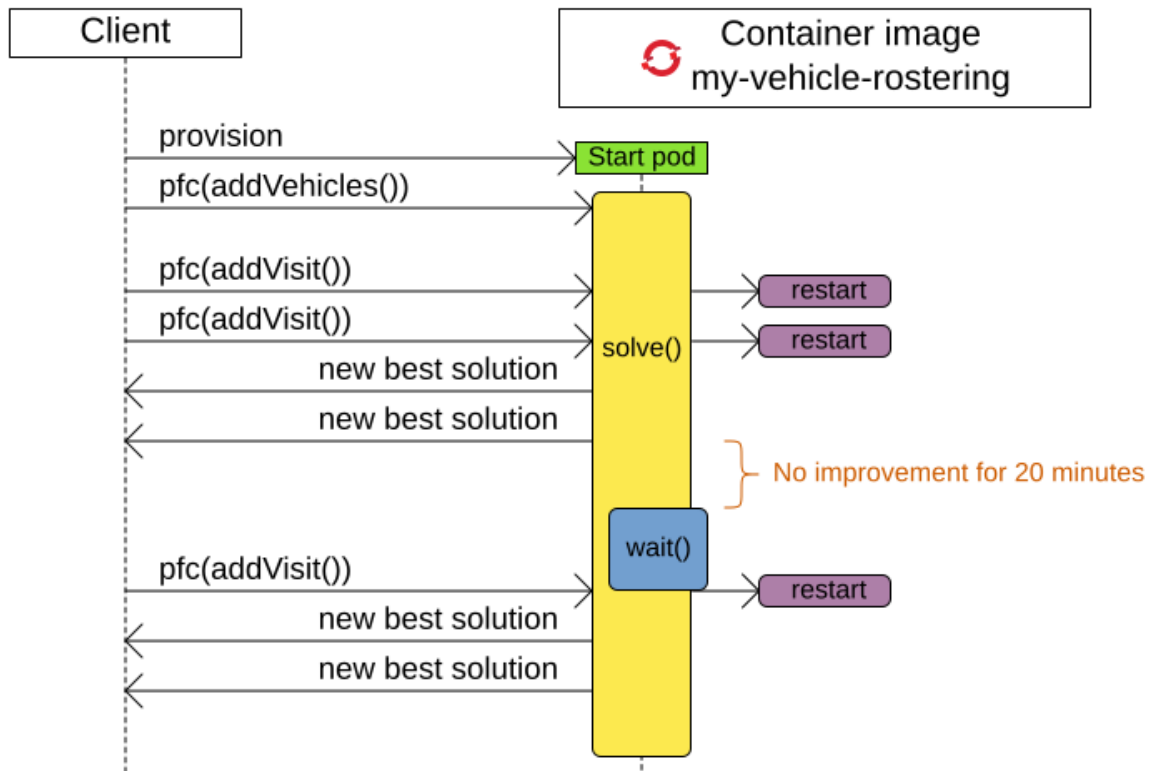 Client
Container image
my-vehicle-rostering
provision
Start pod
pfc(addVehicles())
pfc(addVisit())
restart
pfc(addVisit())
restart
solve()
new best solution
new best solution
No improvement for 20 minutes
wait()
pfc(addVisit())
restart
new best solution
new best solution